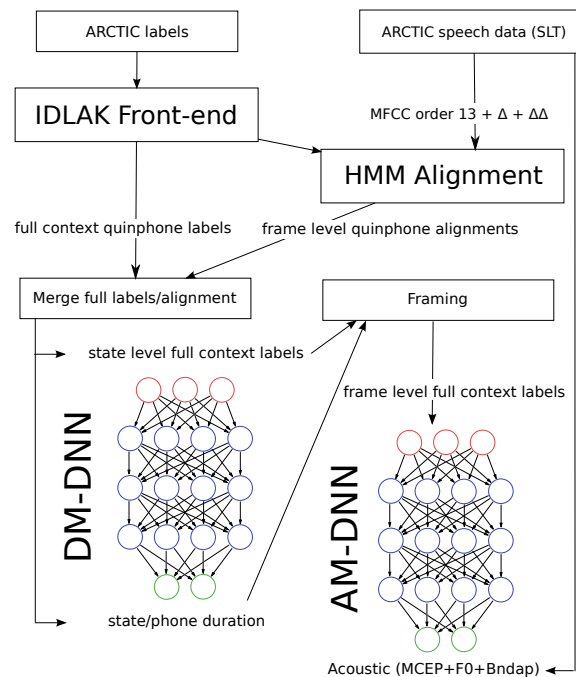 ARCTIC labels
ARCTIC speech data (SLT)
IDLAK Front-end
MFCC order 13 + Δ + ΔΔ
HMM Alignment
full context quinphone labels
frame level quinphone alignments
Merge full labels/alignment
Framing
state level full context labels
frame level full context labels
DM-DNN
AM-DNN
state/phone duration
Acoustic (MCEP+F0+Bndap)